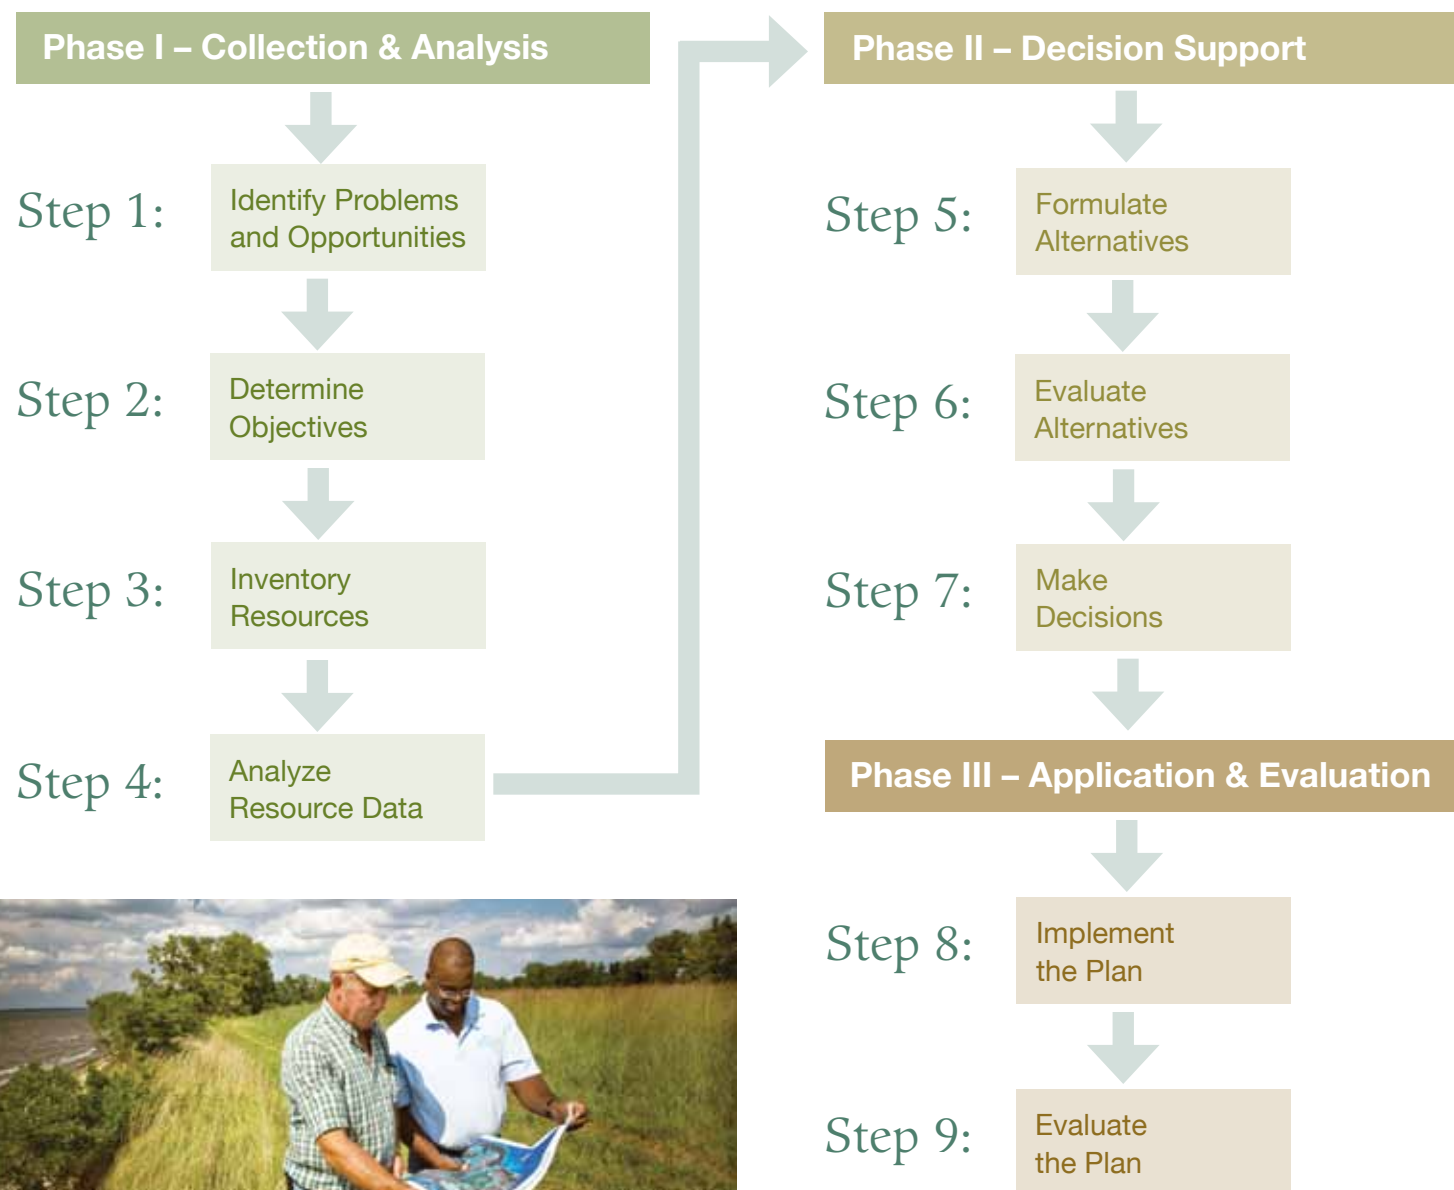 Phase I – Collection & Analysis
Step 1:
Identify Problems
and Opportunities
Step 2:
Determine
Objectives
Step 3:
Inventory
Resources
Step 4:
Analyze
Resource Data
Phase II – Decision Support
Step 5:
Formulate
Alternatives
Step 6:
Evaluate
Alternatives
Step 7:
Make
Decisions
Phase III – Application & Evaluation
Step 8:
Implement
the Plan
Step 9:
Evaluate
the Plan